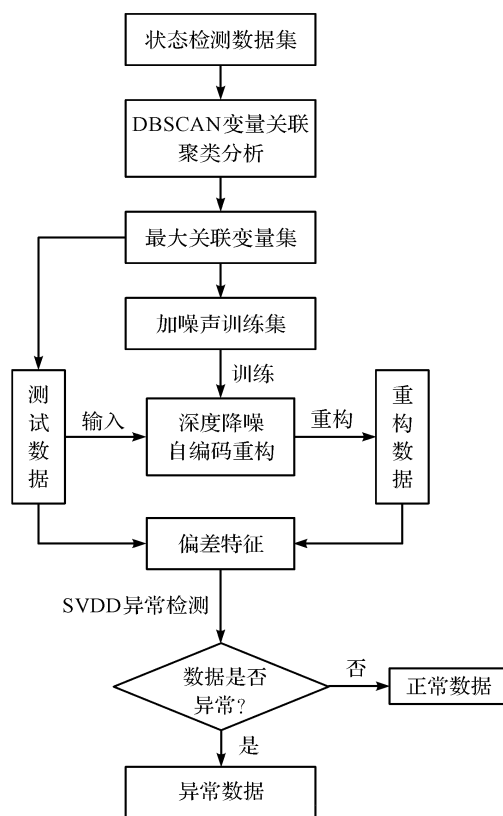 状态检测数据集
DBSCAN变量关联
聚类分析
最大关联变量集
加噪声训练集
训练
测试数据
输入
深度降噪
自编码重构
重构
重构数据
偏差特征
SVDD异常检测
数据是否
异常?
否
正常数据
是
异常数据